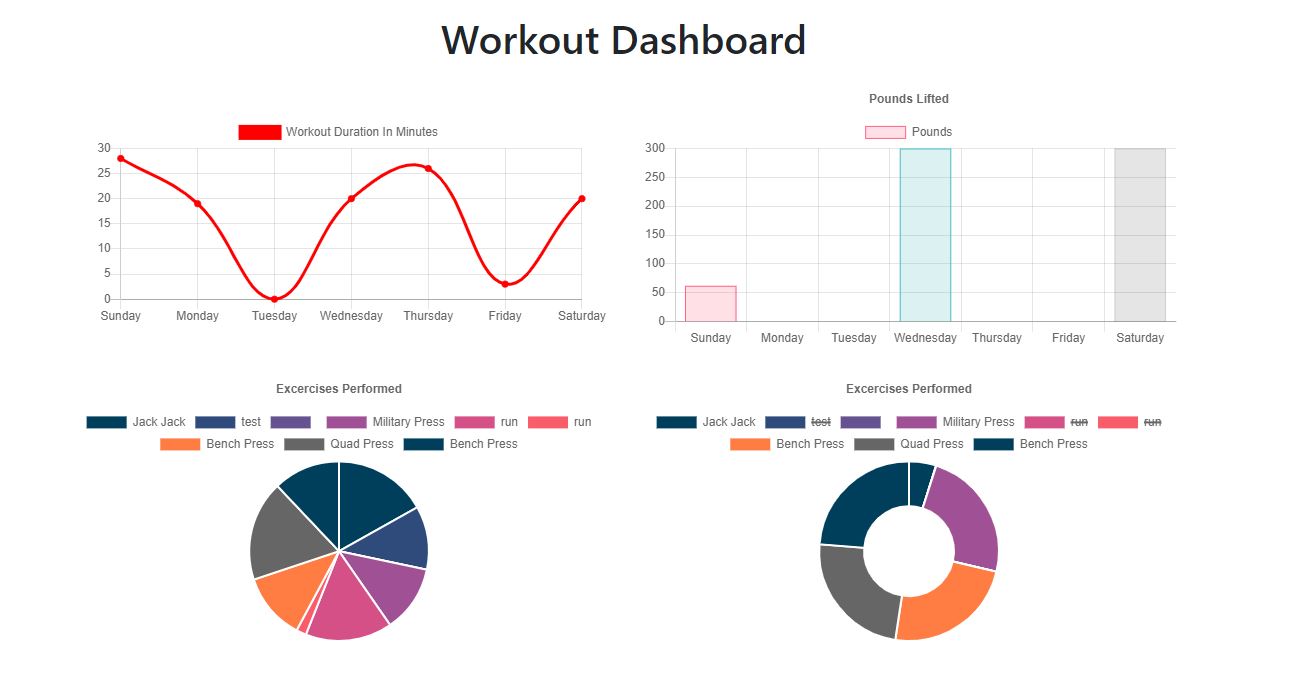 Workout Dashboard
Workout Duration In Minutes
30
25
20
15
10
5
0
Sunday Monday Tuesday Wednesday Thursday Friday Saturday
Pounds Lifted
Pounds
300
250
200
150
100
50
0
Sunday Monday Tuesday Wednesday Thursday Friday Saturday
Excercises Performed
Jack Jack test Military Press run run
Bench Press Quad Press Bench Press
Excercises Performed
Jack Jack test Military Press run run
Bench Press Quad Press Bench Press